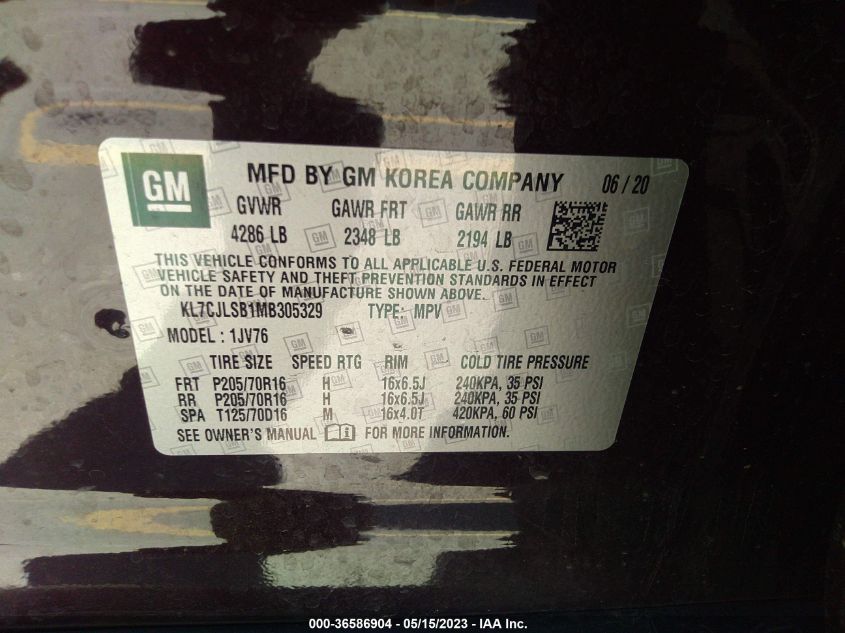 GM
MFD BY GM KOREA COMPANY 06 / 20
GVWR GAWR FRT GAWR RR
4286 LB 2348 LB 2194 LB
THIS VEHICLE CONFORMS TO ALL APPLICABLE U.S. FEDERAL MOTOR
VEHICLE SAFETY AND THEFT PREVENTION STANDARDS IN EFFECT
ON THE DATE OF MANUFACTURE SHOWN ABOVE.
KL7CJLSB1MB305329 TYPE: MPV
MODEL : 1JV76
TIRE SIZE SPEED RTG RIM COLD TIRE PRESSURE
FRT P205/70R16 H 16x6.5J 240KPA, 35 PSI
RR P205/70R16 H 16x6.5J 240KPA, 35 PSI
SPA T125/70D16 M 16x4.0T 420KPA, 60 PSI
SEE OWNER'S MANUAL FOR MORE INFORMATION.
000-36586904 - 05/15/2023 - IAA Inc.